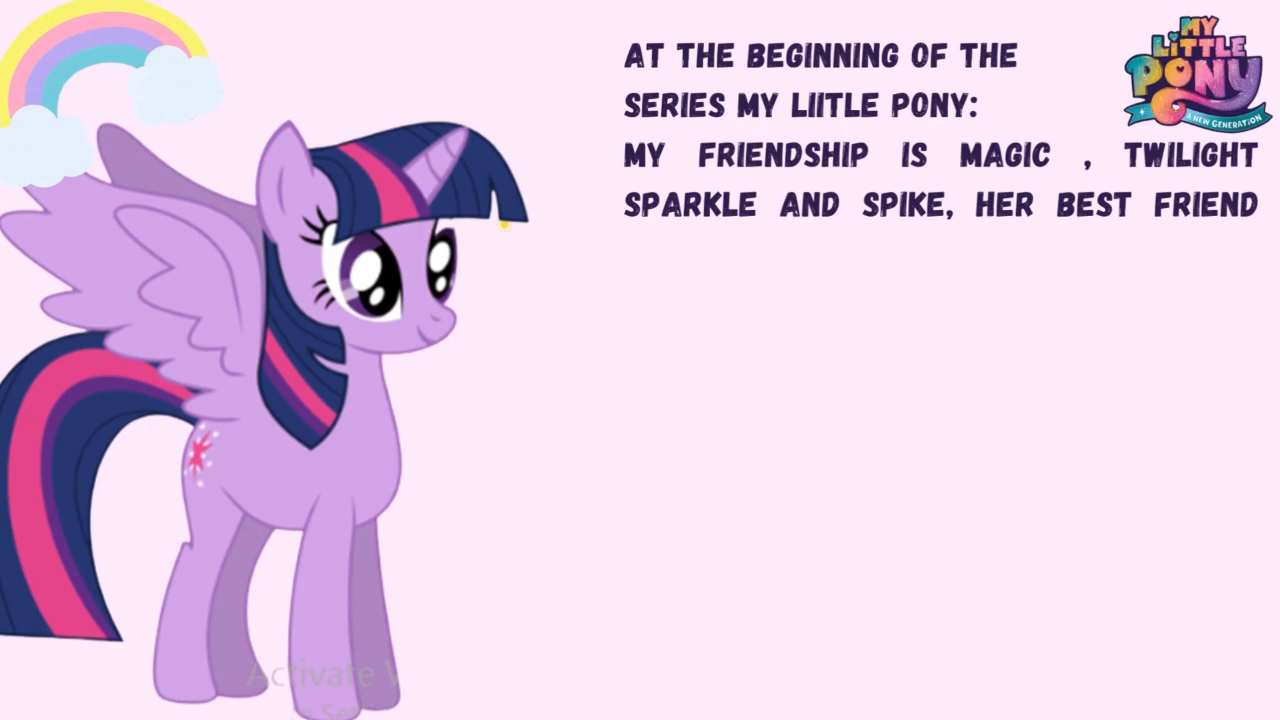 AT THE BEGINNING OF THE
SERIES MY LIITLE PONY:
MY FRIENDSHIP IS MAGIC , TWILIGHT
SPARKLE AND SPIKE, HER BEST FRIEND
MY
LITTLE
PONY
A NEW GENERATION
Activate